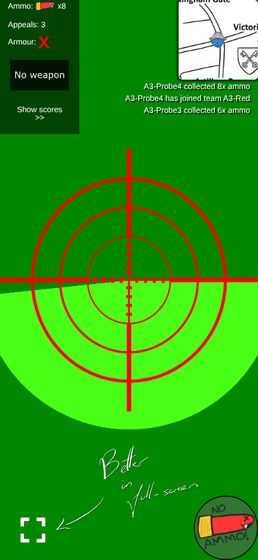 Ammo: x8
Appeals: 3
Armour: X
No weapon
Show scores
>>
Victori
A3-Probe4 collected 8x ammo
A3-Probe4 has joined team A3-Red
A3-Probe3 collected 6x ammo
Better
in
full-screen
NO
AMMO!